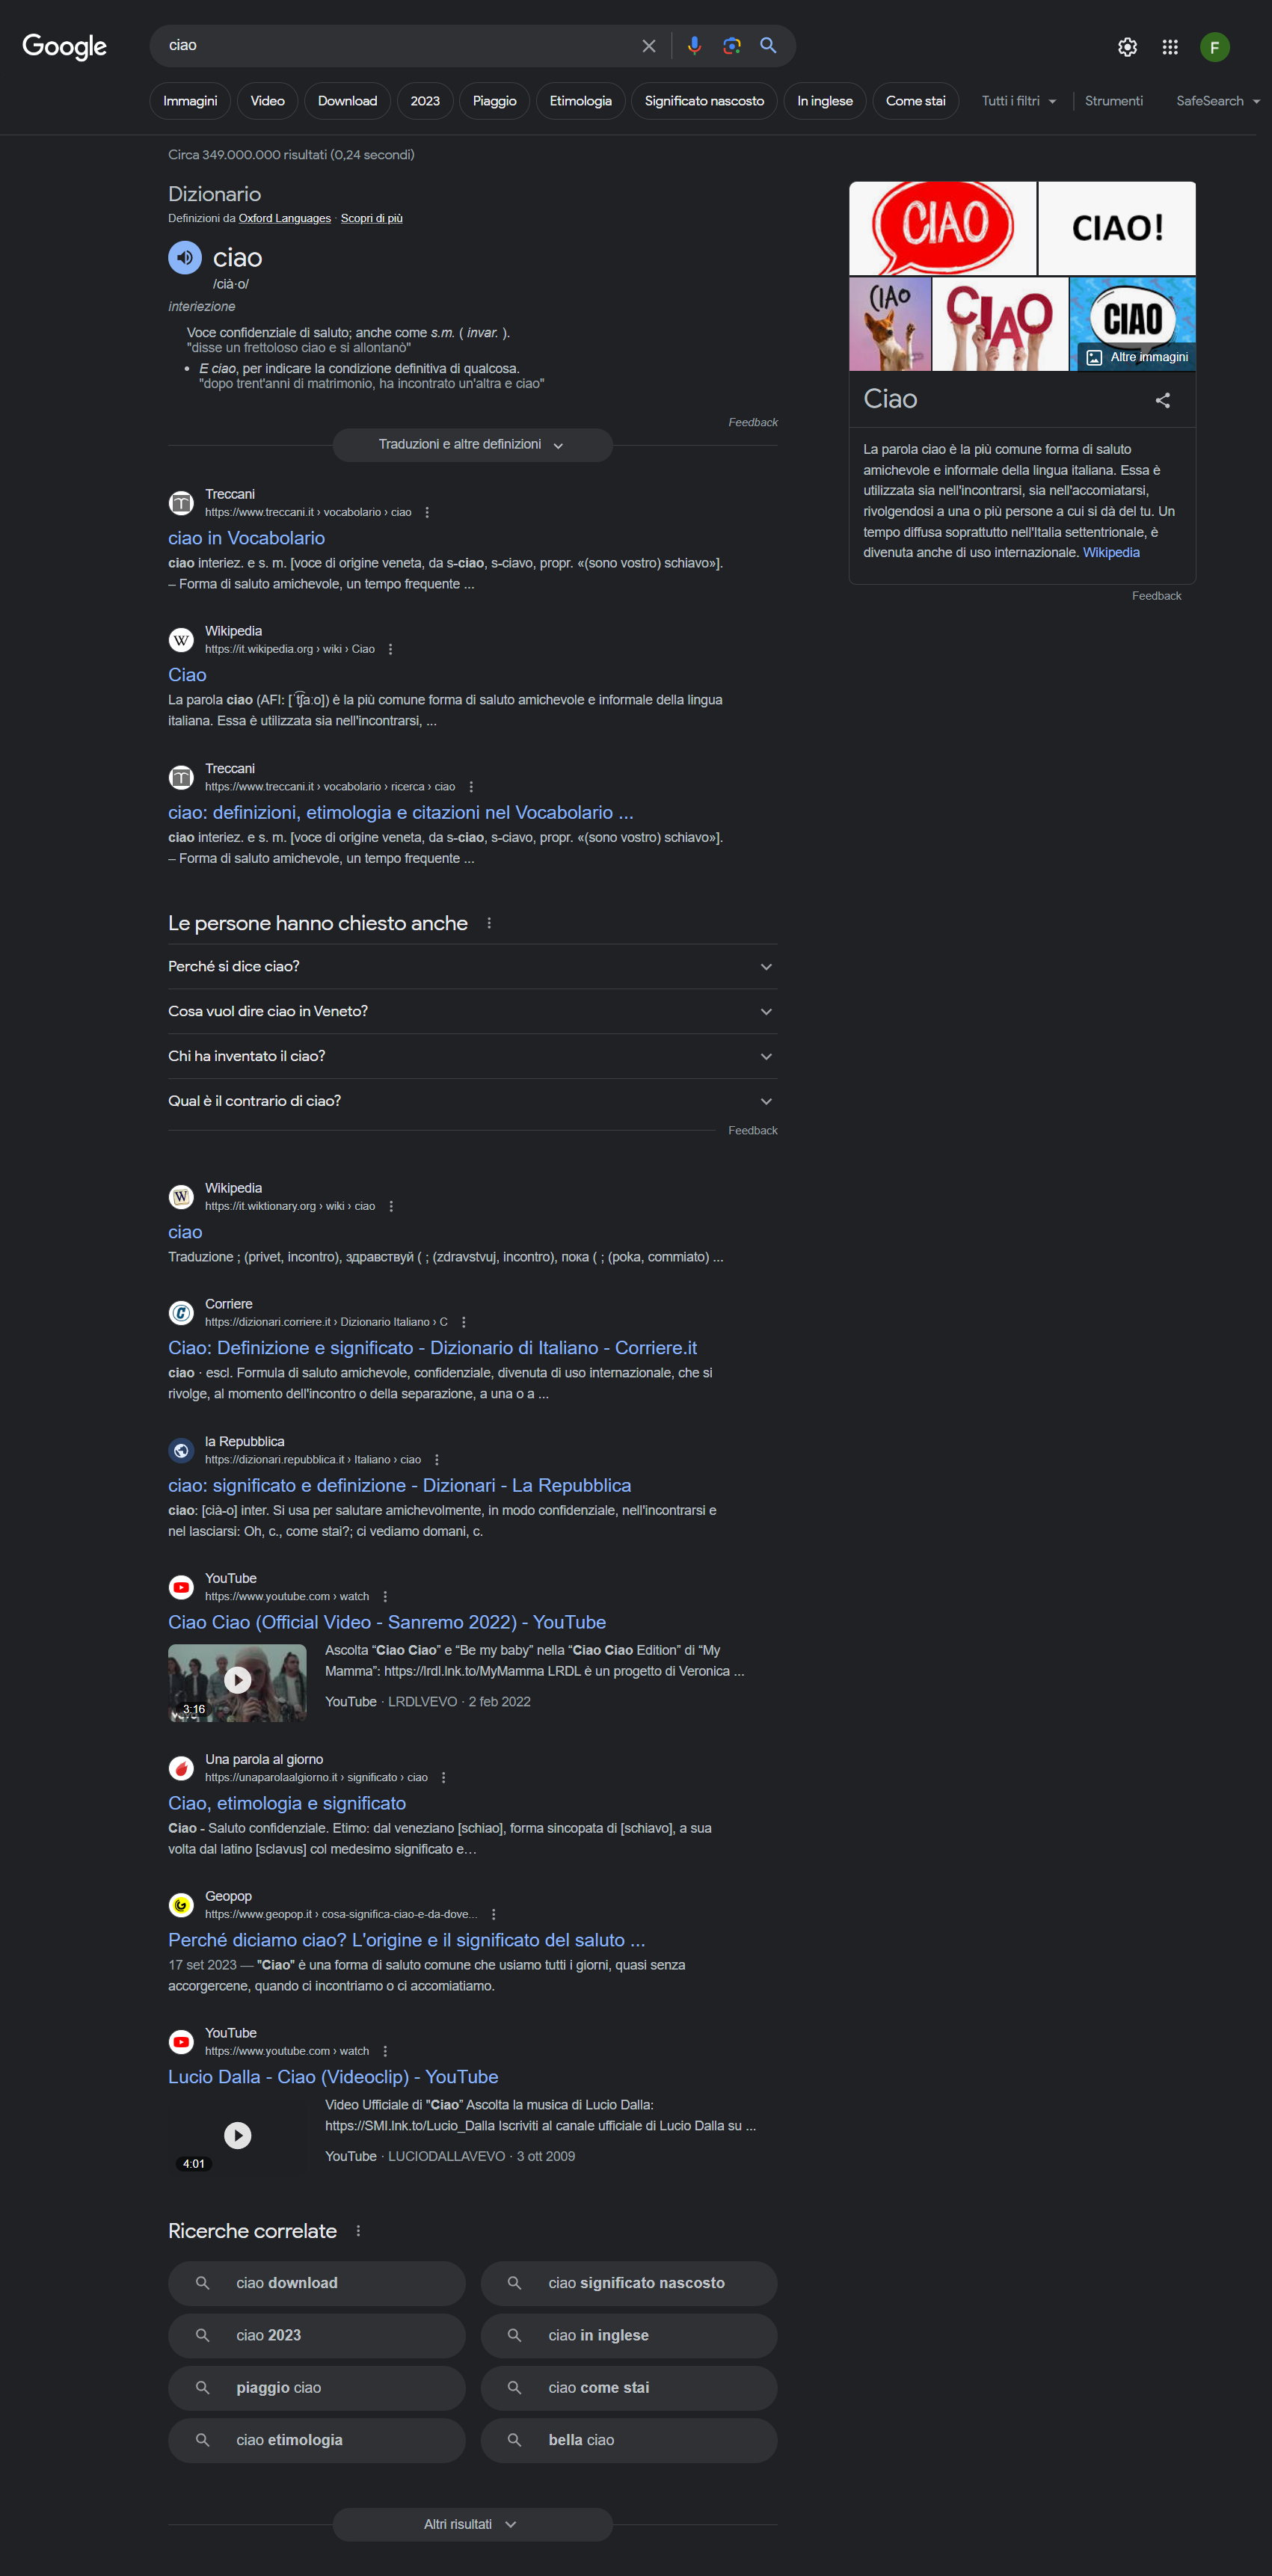 Google
ciao
F
Immagini
Video
Download
2023
Piaggio
Etimologia
Significato nascosto
In inglese
Come stai
Tutti i filtri
Strumenti
SafeSearch
Circa 349.000.000 risultati (0,24 secondi)
Dizionario
Definizioni da Oxford Languages · Scopri di più
ciao
/cià·o/
interiezione
Voce confidenziale di saluto; anche come s.m. ( invar. ).
"disse un frettoloso ciao e si allontanò"
• E ciao, per indicare la condizione definitiva di qualcosa.
"dopo trent'anni di matrimonio, ha incontrato un'altra e ciao"
Feedback
Traduzioni e altre definizioni
CIAO
CIAO!
CIAO
CIAO
CIAO
Altre immagini
Ciao
La parola ciao è la più comune forma di saluto
amichevole e informale della lingua italiana. Essa è
utilizzata sia nell'incontrarsi, sia nell'accomiatarsi,
rivolgendosi a una o più persone a cui si dà del tu. Un
tempo diffusa soprattutto nell'Italia settentrionale, è
divenuta anche di uso internazionale. Wikipedia
Feedback
Treccani
https://www.treccani.it › vocabolario › ciao
ciao in Vocabolario
ciao interiez. e s. m. [voce di origine veneta, da s-ciao, s-ciavo, propr. «(sono vostro) schiavo»].
– Forma di saluto amichevole, un tempo frequente ...
W
Wikipedia
https://it.wikipedia.org › wiki › Ciao
Ciao
La parola ciao (AFI: [ˈt͡ʃaːo]) è la più comune forma di saluto amichevole e informale della lingua
italiana. Essa è utilizzata sia nell'incontrarsi, ...
Treccani
https://www.treccani.it › vocabolario › ricerca › ciao
ciao: definizioni, etimologia e citazioni nel Vocabolario ...
ciao interiez. e s. m. [voce di origine veneta, da s-ciao, s-ciavo, propr. «(sono vostro) schiavo»].
– Forma di saluto amichevole, un tempo frequente ...
Le persone hanno chiesto anche
Perché si dice ciao?
Cosa vuol dire ciao in Veneto?
Chi ha inventato il ciao?
Qual è il contrario di ciao?
Feedback
W
Wikipedia
https://it.wiktionary.org › wiki › ciao
ciao
Traduzione ; (privet, incontro), здравствуй ( ; (zdravstvuj, incontro), пока ( ; (poka, commiato) ...
C
Corriere
https://dizionari.corriere.it › Dizionario Italiano › C
Ciao: Definizione e significato - Dizionario di Italiano - Corriere.it
ciao · escl. Formula di saluto amichevole, confidenziale, divenuta di uso internazionale, che si
rivolge, al momento dell'incontro o della separazione, a una o a ...
la Repubblica
https://dizionari.repubblica.it › Italiano › ciao
ciao: significato e definizione - Dizionari - La Repubblica
ciao: [cià-o] inter. Si usa per salutare amichevolmente, in modo confidenziale, nell'incontrarsi e
nel lasciarsi: Oh, c., come stai?; ci vediamo domani, c.
YouTube
https://www.youtube.com › watch
Ciao Ciao (Official Video - Sanremo 2022) - YouTube
3:16
Ascolta “Ciao Ciao” e “Be my baby” nella “Ciao Ciao Edition” di “My
Mamma”: https://lrdl.lnk.to/MyMamma LRDL è un progetto di Veronica ...
YouTube · LRDLVEVO · 2 feb 2022
Una parola al giorno
https://unaparolaalgiorno.it › significato › ciao
Ciao, etimologia e significato
Ciao - Saluto confidenziale. Etimo: dal veneziano [schiao], forma sincopata di [schiavo], a sua
volta dal latino [sclavus] col medesimo significato e…
Geopop
https://www.geopop.it › cosa-significa-ciao-e-da-dove...
Perché diciamo ciao? L'origine e il significato del saluto ...
17 set 2023 — "Ciao" è una forma di saluto comune che usiamo tutti i giorni, quasi senza
accorgercene, quando ci incontriamo o ci accomiatiamo.
YouTube
https://www.youtube.com › watch
Lucio Dalla - Ciao (Videoclip) - YouTube
4:01
Video Ufficiale di "Ciao” Ascolta la musica di Lucio Dalla:
https://SMI.lnk.to/Lucio_Dalla Iscriviti al canale ufficiale di Lucio Dalla su ...
YouTube · LUCIODALLAVEVO · 3 ott 2009
Ricerche correlate
ciao download
ciao significato nascosto
ciao 2023
ciao in inglese
piaggio ciao
ciao come stai
ciao etimologia
bella ciao
Altri risultati